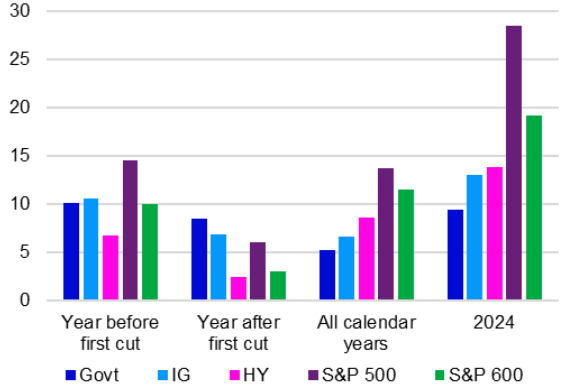 30
25
20
15
10
5
0
Year before first cut
Year after first cut
All calendar years
2024
Govt IG HY S&P 500 S&P 600